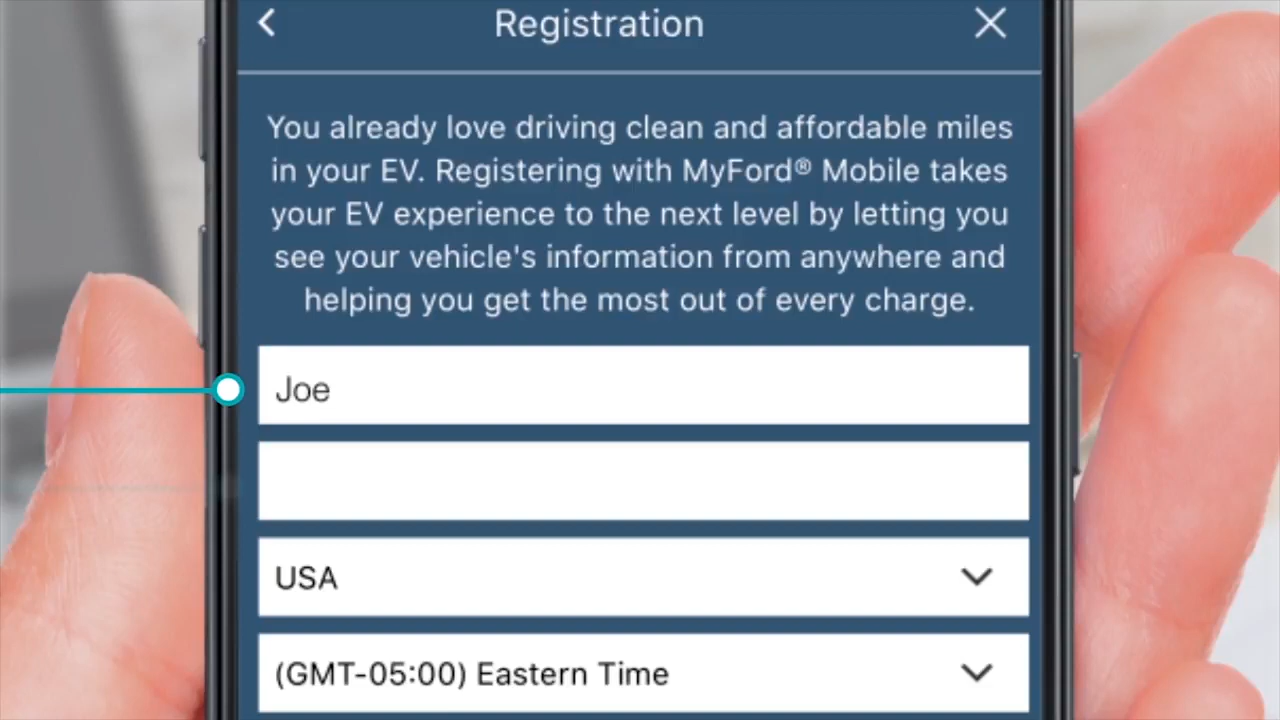 Registration
You already love driving clean and affordable miles
in your EV. Registering with MyFord® Mobile takes
your EV experience to the next level by letting you
see your vehicle's information from anywhere and
helping you get the most out of every charge.
Joe
USA
(GMT-05:00) Eastern Time